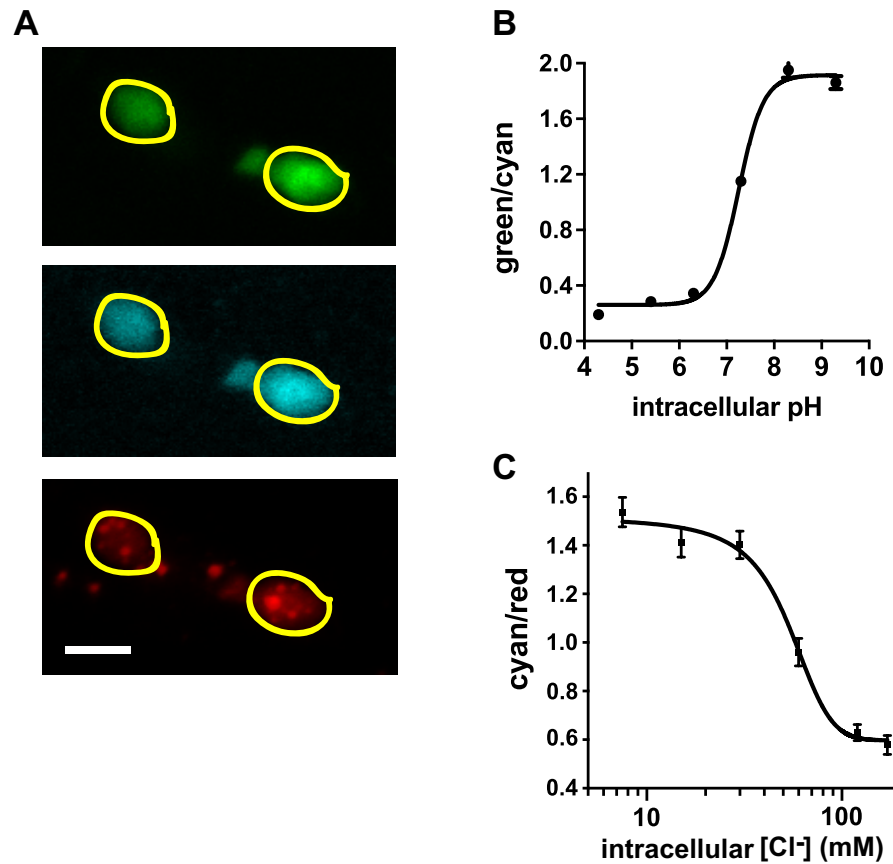 A
B
green/cyan
2.0
1.6
1.2
0.8
0.4
0.0
4 5 6 7 8 9 10
intracellular pH
C
cyan/red
1.6
1.4
1.2
1.0
0.8
0.6
0.4
10 100
intracellular [Cl-] (mM)